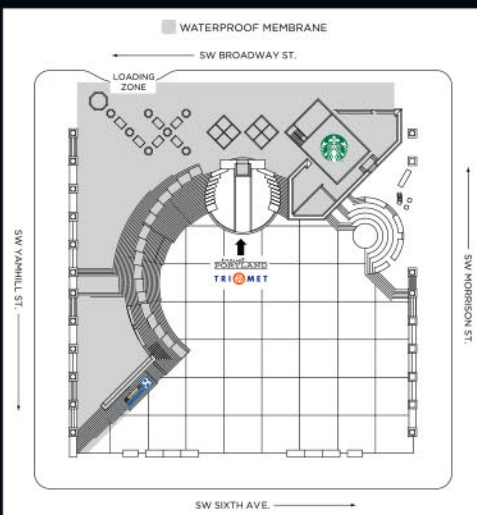 WATERPROOF MEMBRANE
SW BROADWAY ST.
LOADING
ZONE
SW YAMHILL ST.
SW MORRISON ST.
travel
PORTLAND
TRI MET
SW SIXTH AVE.